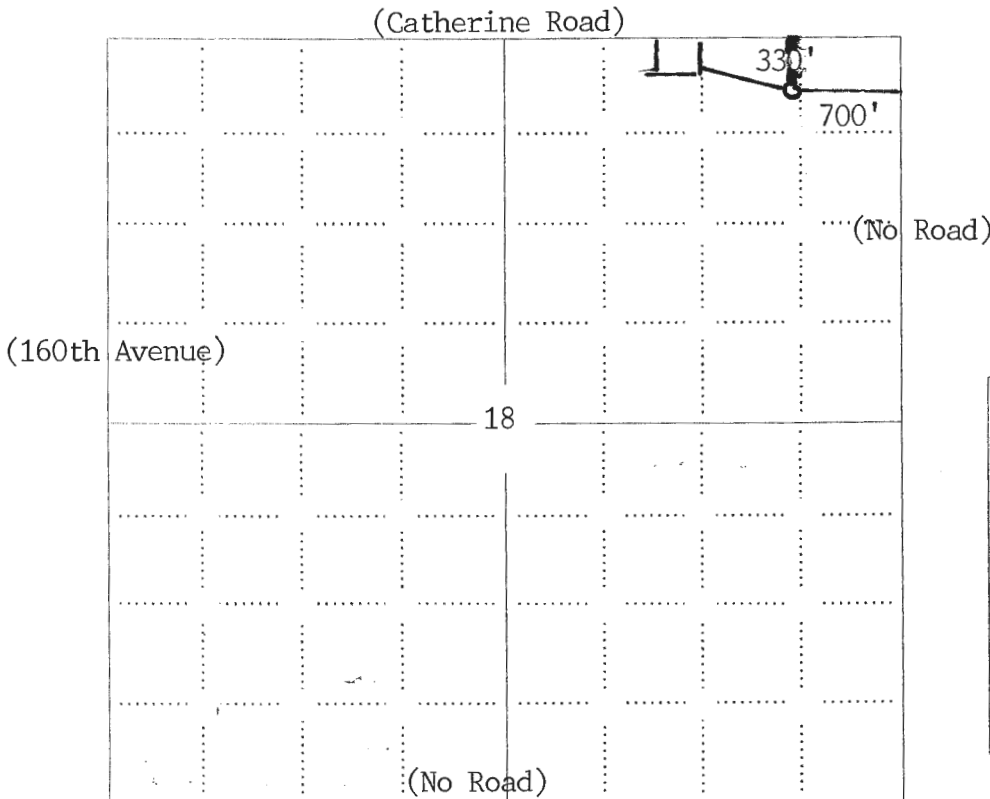 (Catherine Road)
330'
700'
(No Road)
(160th Avenue)
18
(No Road)